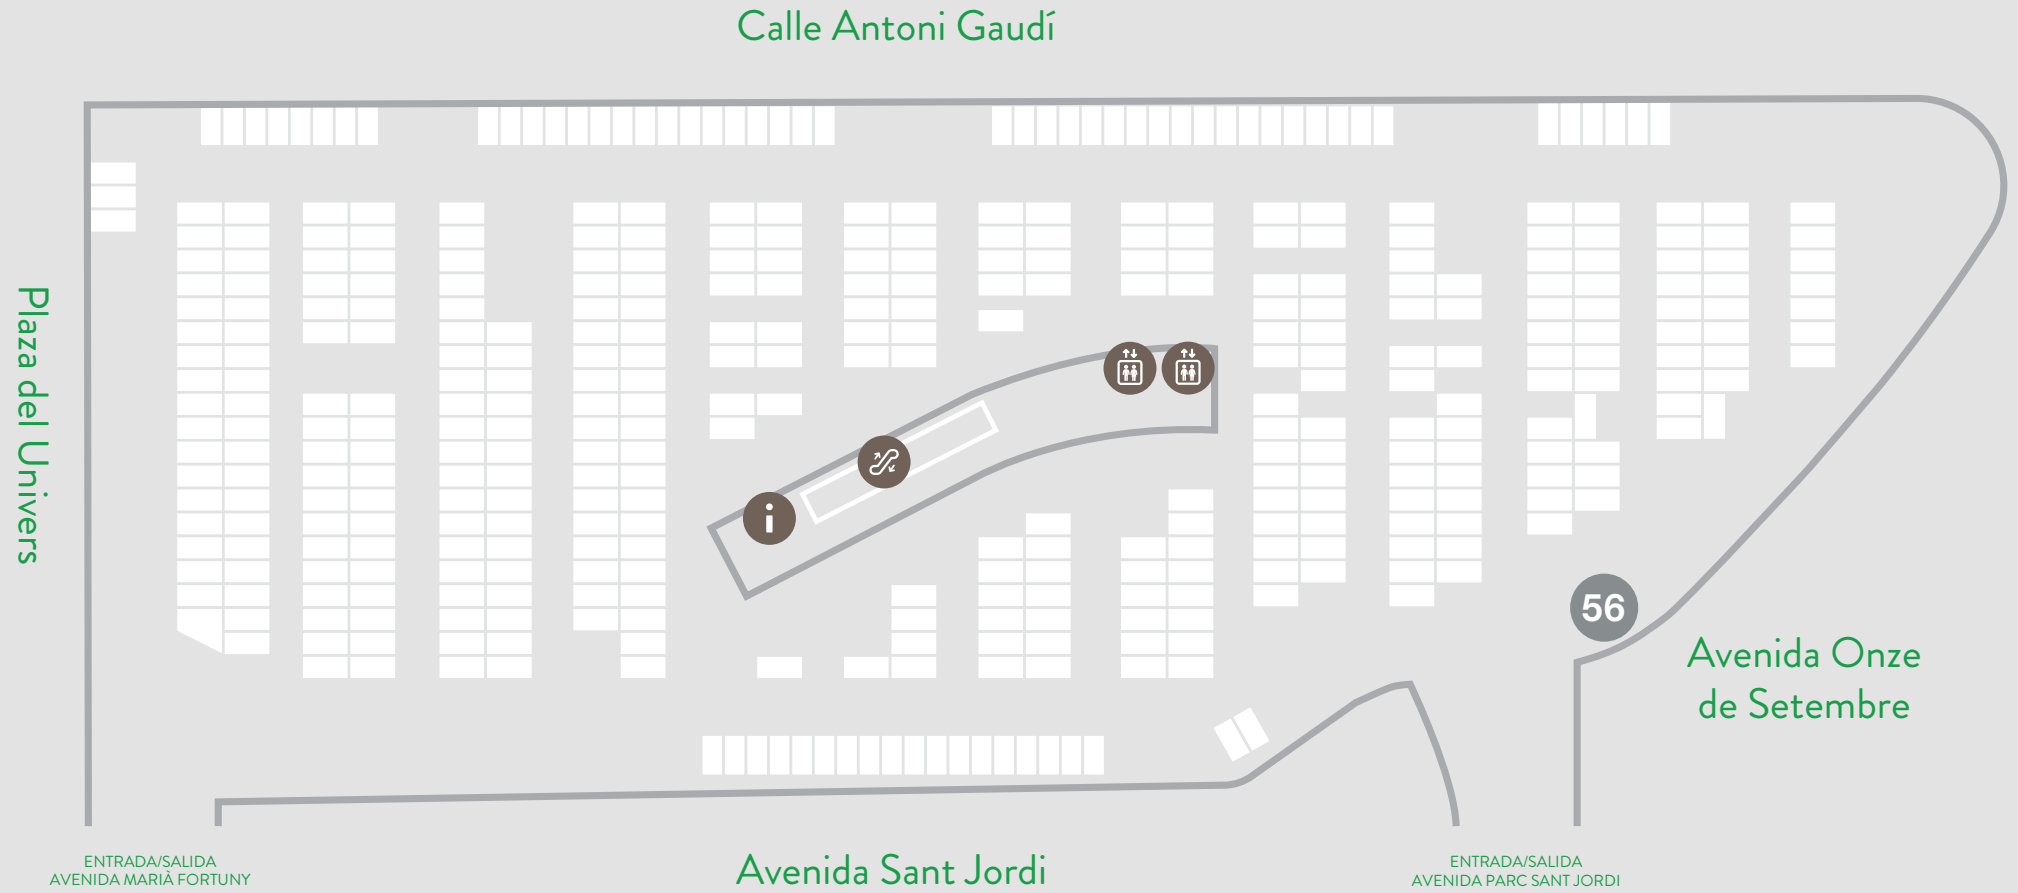 Calle Antoni Gaudí
Plaza del Univers
i
56
Avenida Onze
de Setembre
ENTRADA/SALIDA
AVENIDA MARIÀ FORTUNY
Avenida Sant Jordi
ENTRADA/SALIDA
AVENIDA PARC SANT JORDI